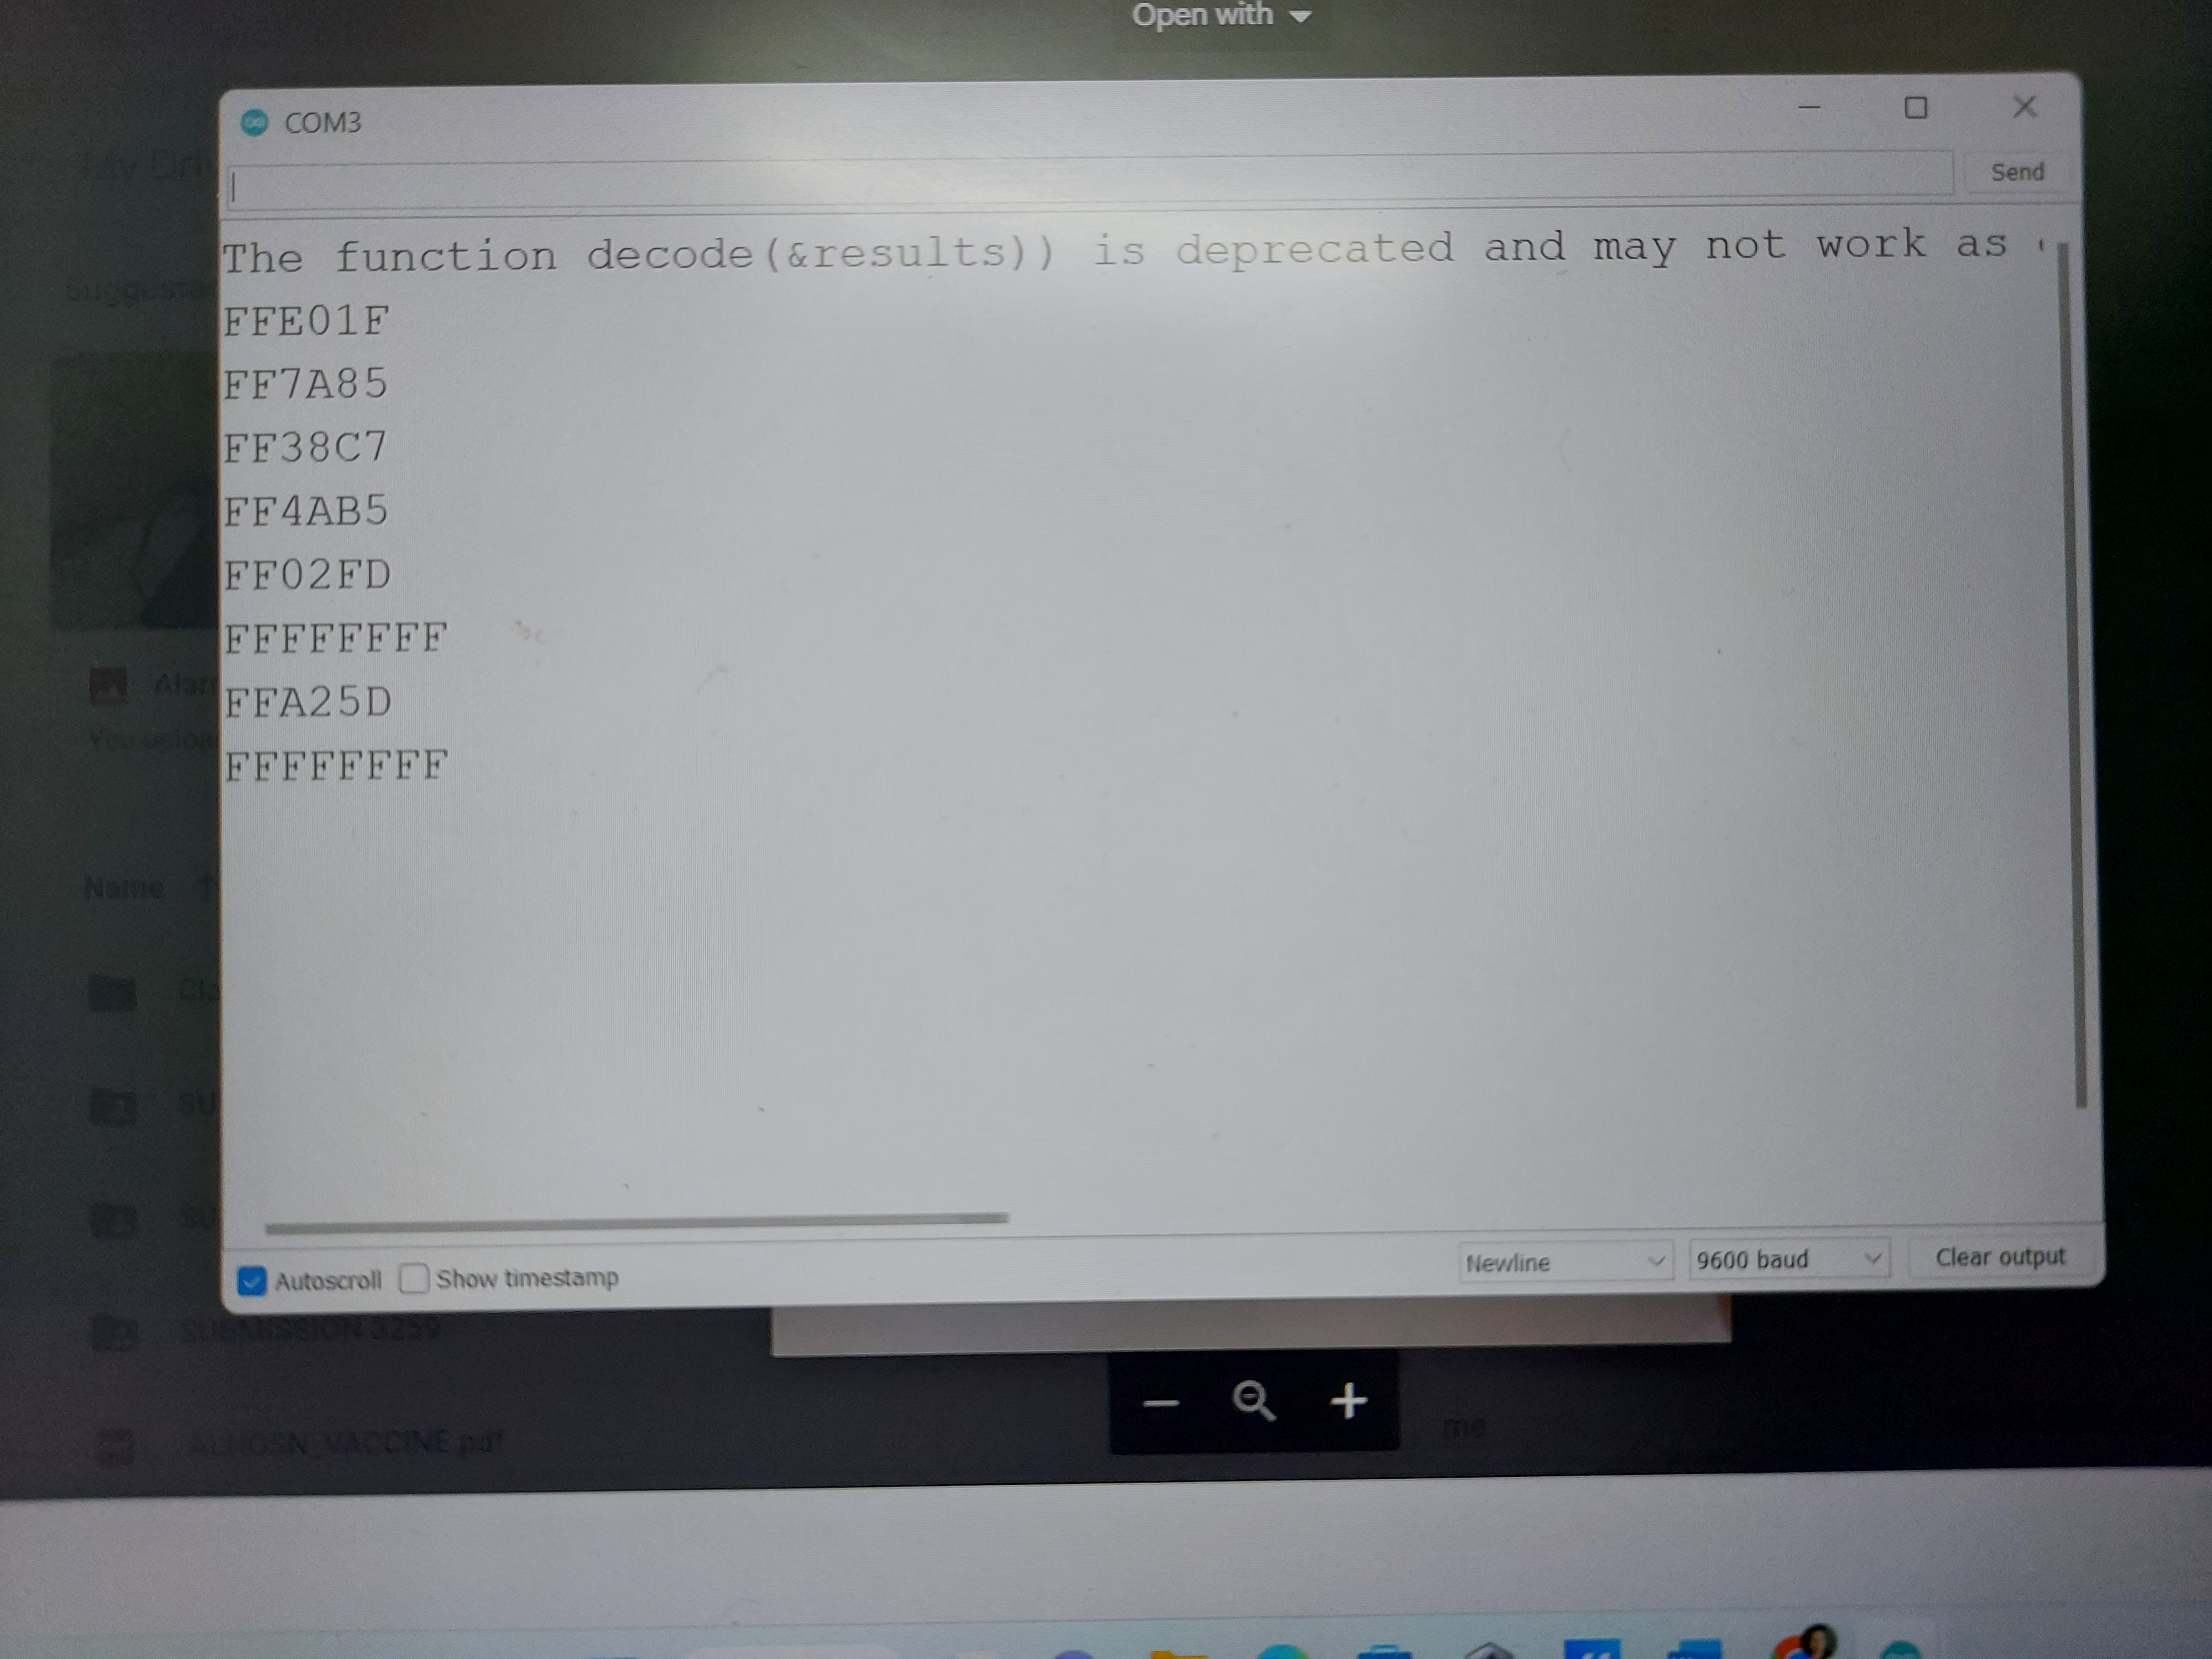 Open with
COM3
Send
The function decode(&results)) is deprecated and may not work as
FFE01F
FF7A85
FF38C7
FF4AB5
FF02FD
FFFFFFFF
FFA25D
FFFFFFFF
Name
Autoscroll
Show timestamp
Newline
9600 baud
Clear output
SUBMISSION 3259
ALHOSN_VACCINE.pdf
me